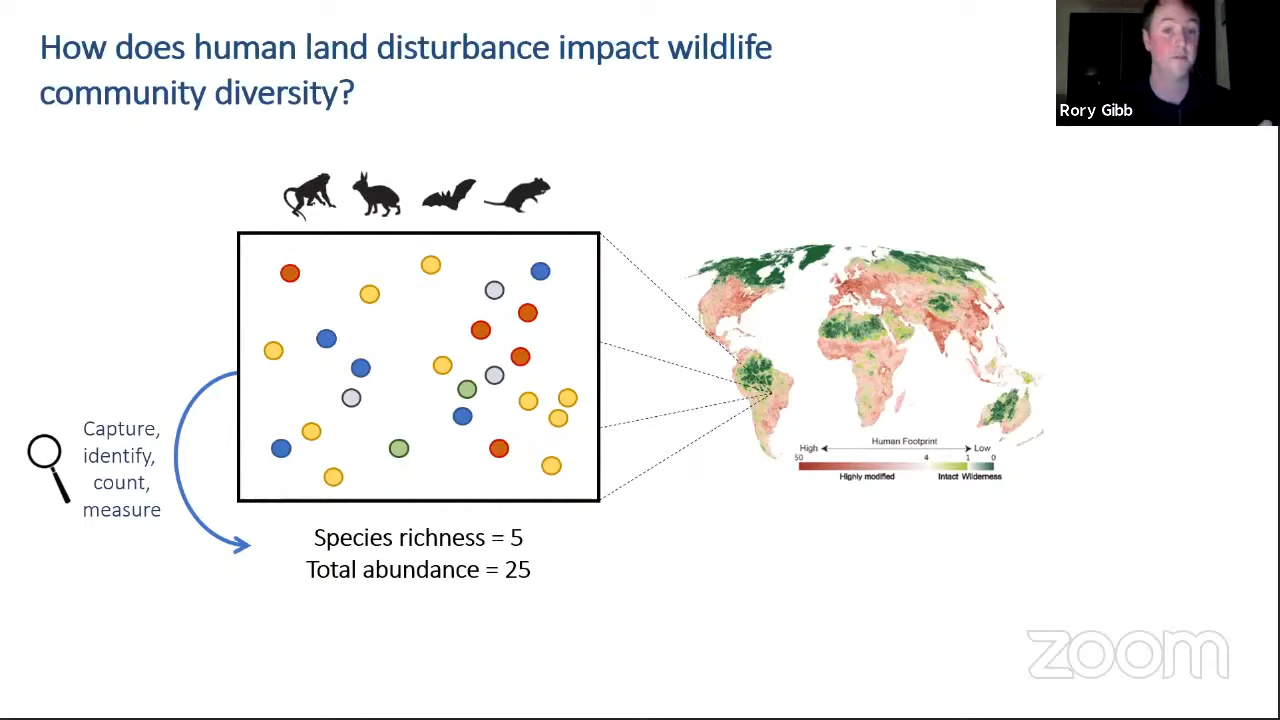 How does human land disturbance impact wildlife
community diversity?
Rory Gibb
Capture,
identify,
count,
measure
Human Footprint
High
Low
50
4
1
0
Highly modified
Intact
Wilderness
Species richness = 5
Total abundance = 25
zoom